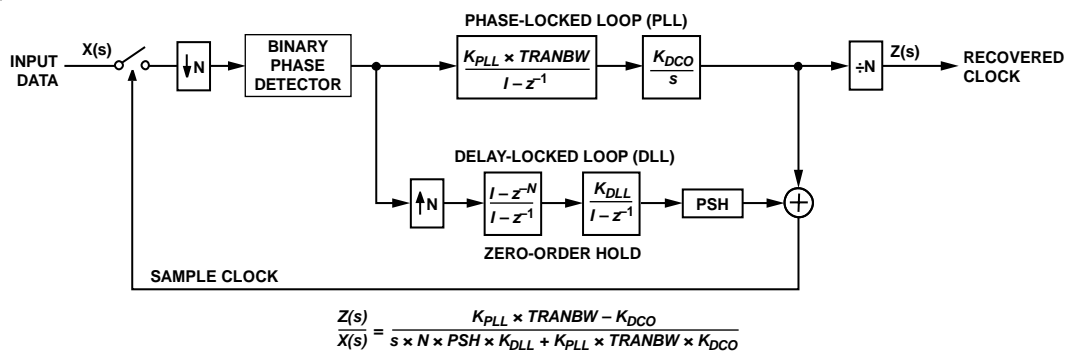 PHASE-LOCKED LOOP (PLL)
INPUT
DATA
X(s)
↓N
BINARY
PHASE
DETECTOR
K_PLL × TRANBW
I – z^–1
K_DCO
s
÷N
Z(s)
RECOVERED
CLOCK
DELAY-LOCKED LOOP (DLL)
↑N
I – z^–N
I – z^–1
K_DLL
I – z^–1
PSH
+
ZERO-ORDER HOLD
SAMPLE CLOCK
Z(s)
X(s)
=
K_PLL × TRANBW – K_DCO
s × N × PSH × K_DLL + K_PLL × TRANBW × K_DCO